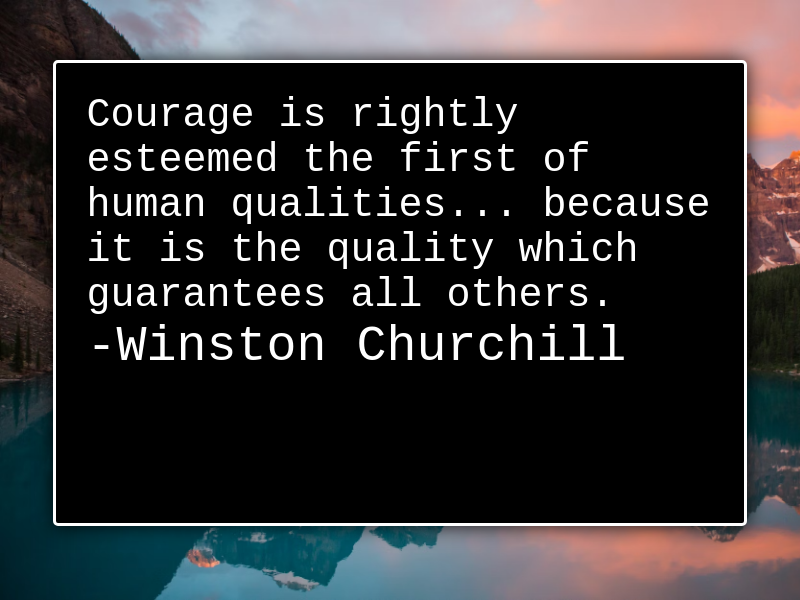 Courage is rightly
esteemed the first of
human qualities... because
it is the quality which
guarantees all others.
-Winston Churchill